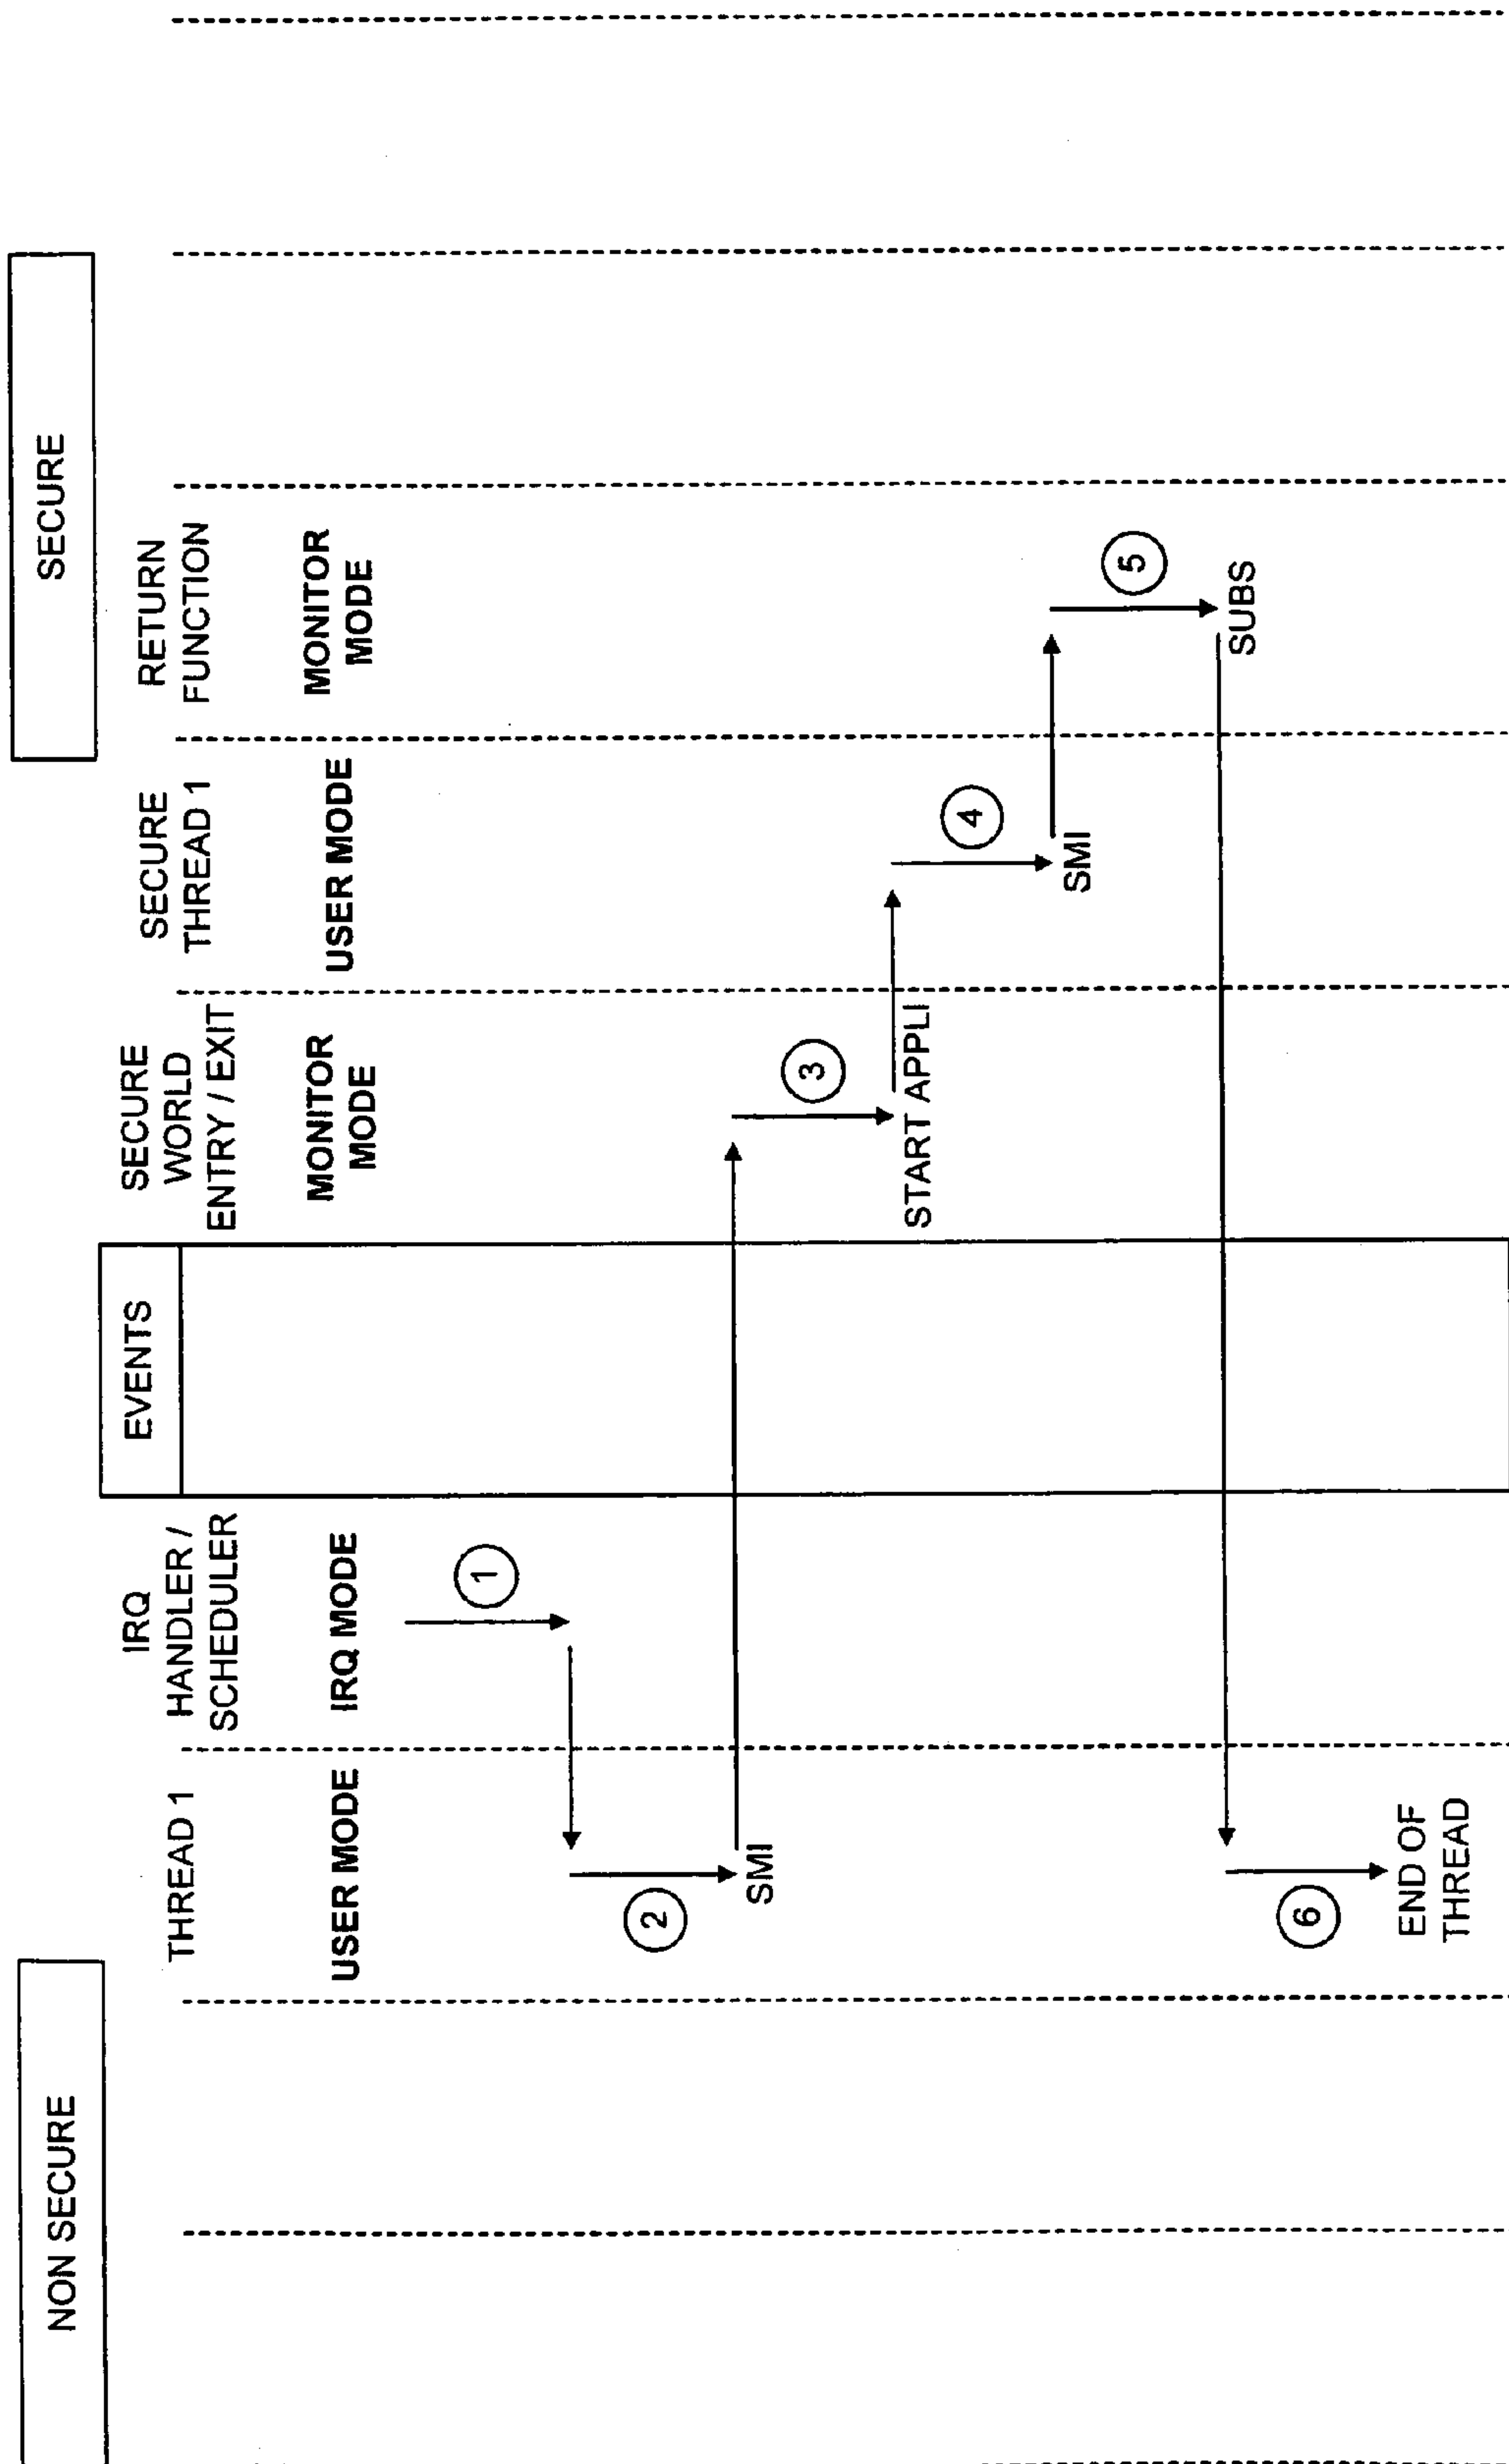 NON SECURE
SECURE
THREAD 1
IRQ
HANDLER /
SCHEDULER
EVENTS
SECURE
WORLD
ENTRY / EXIT
SECURE
THREAD 1
RETURN
FUNCTION
USER MODE
IRQ MODE
MONITOR
MODE
USER MODE
MONITOR
MODE
1
2
SMI
3
START APPLI
4
SMI
5
SUBS
6
END OF
THREAD